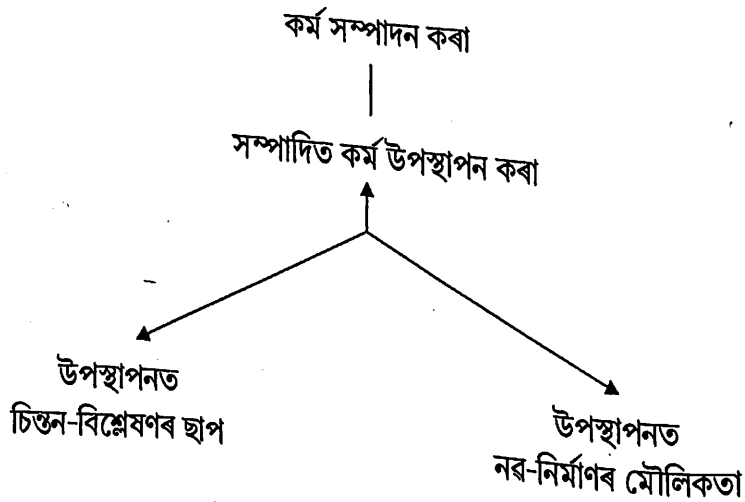 কৰ্ম সম্পাদন কৰা
সম্পাদিত কৰ্ম উপস্থাপন কৰা
উপস্থাপনত
চিন্তন-বিশ্লেষণৰ ছাপ
উপস্থাপনত
নৱ-নিৰ্মাণৰ মৌলিকতা